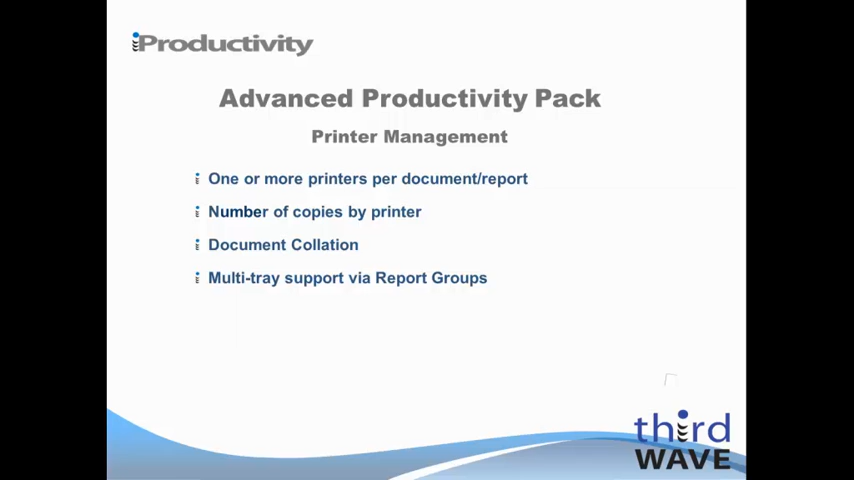 iProductivity
Advanced Productivity Pack
Printer Management
One or more printers per document/report
Number of copies by printer
Document Collation
Multi-tray support via Report Groups
third
WAVE